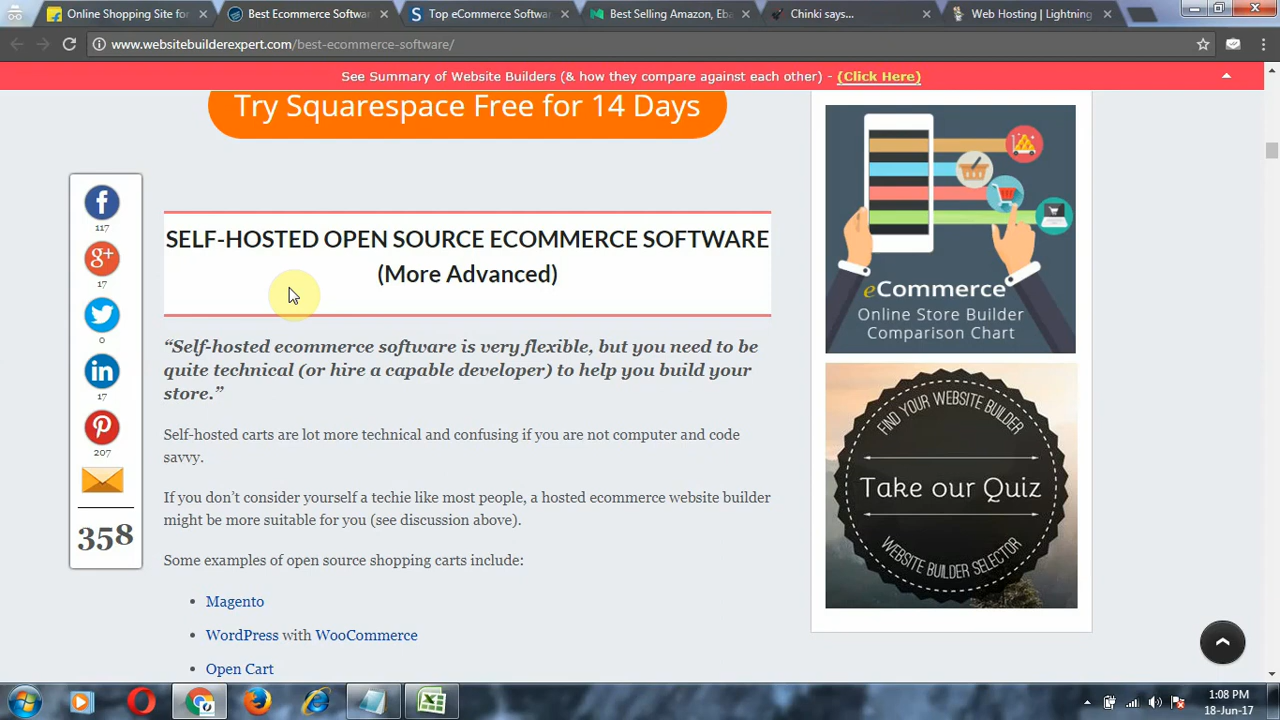 Online Shopping Site for
Best Ecommerce Softwa
Top eCommerce Softwa
Best Selling Amazon, Eb
Chinki says...
Web Hosting | Lightning
www.websitebuilderexpert.com/best-ecommerce-software/
See Summary of Website Builders (& how they compare against each other) - (Click Here)
Try Squarespace Free for 14 Days
SELF-HOSTED OPEN SOURCE ECOMMERCE SOFTWARE
(More Advanced)
“Self-hosted ecommerce software is very flexible, but you need to be
quite technical (or hire a capable developer) to help you build your
store.”
Self-hosted carts are lot more technical and confusing if you are not computer and code
savvy.
If you don’t consider yourself a techie like most people, a hosted ecommerce website builder
might be more suitable for you (see discussion above).
Some examples of open source shopping carts include:
• Magento
• WordPress with WooCommerce
• Open Cart
f
117
g+
17
0
in
17
207
358
eCommerce
Online Store Builder
Comparison Chart
FIND YOUR WEBSITE BUILDER
Take our Quiz
WEBSITE BUILDER SELECTOR
1:08 PM
18-Jun-17